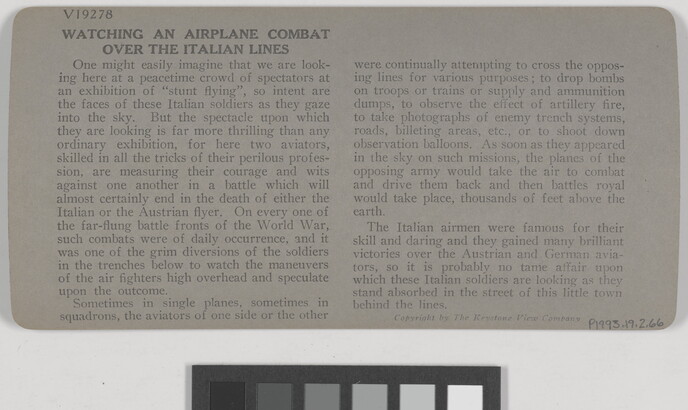 V19278
WATCHING AN AIRPLANE COMBAT
OVER THE ITALIAN LINES
One might easily imagine that we are look-
ing here at a peacetime crowd of spectators at
an exhibition of "stunt flying", so intent are
the faces of these Italian soldiers as they gaze
into the sky. But the spectacle upon which
they are looking is far more thrilling than any
ordinary exhibition, for here two aviators,
skilled in all the tricks of their perilous profes-
sion, are measuring their courage and wits
against one another in a battle which will
almost certainly end in the death of either the
Italian or the Austrian flyer. On every one of
the far-flung battle fronts of the World War,
such combats were of daily occurrence, and it
was one of the grim diversions of the soldiers
in the trenches below to watch the maneuvers
of the air fighters high overhead and speculate
upon the outcome.
Sometimes in single planes, sometimes in
squadrons, the aviators of one side or the other
were continually attempting to cross the oppos-
ing lines for various purposes; to drop bombs
on troops or trains or supply and ammunition
dumps, to observe the effect of artillery fire,
to take photographs of enemy trench systems,
roads, billeting areas, etc., or to shoot down
observation balloons. As soon as they appeared
in the sky on such missions, the planes of the
opposing army would take the air to combat
and drive them back and then battles royal
would take place, thousands of feet above the
earth.
The Italian airmen were famous for their
skill and daring and they gained many brilliant
victories over the Austrian and German avia-
tors, so it is probably no tame affair upon
which these Italian soldiers are looking as they
stand absorbed in the street of this little town
behind the lines.
Copyright by The Keystone View Company
P1993.19.2.66